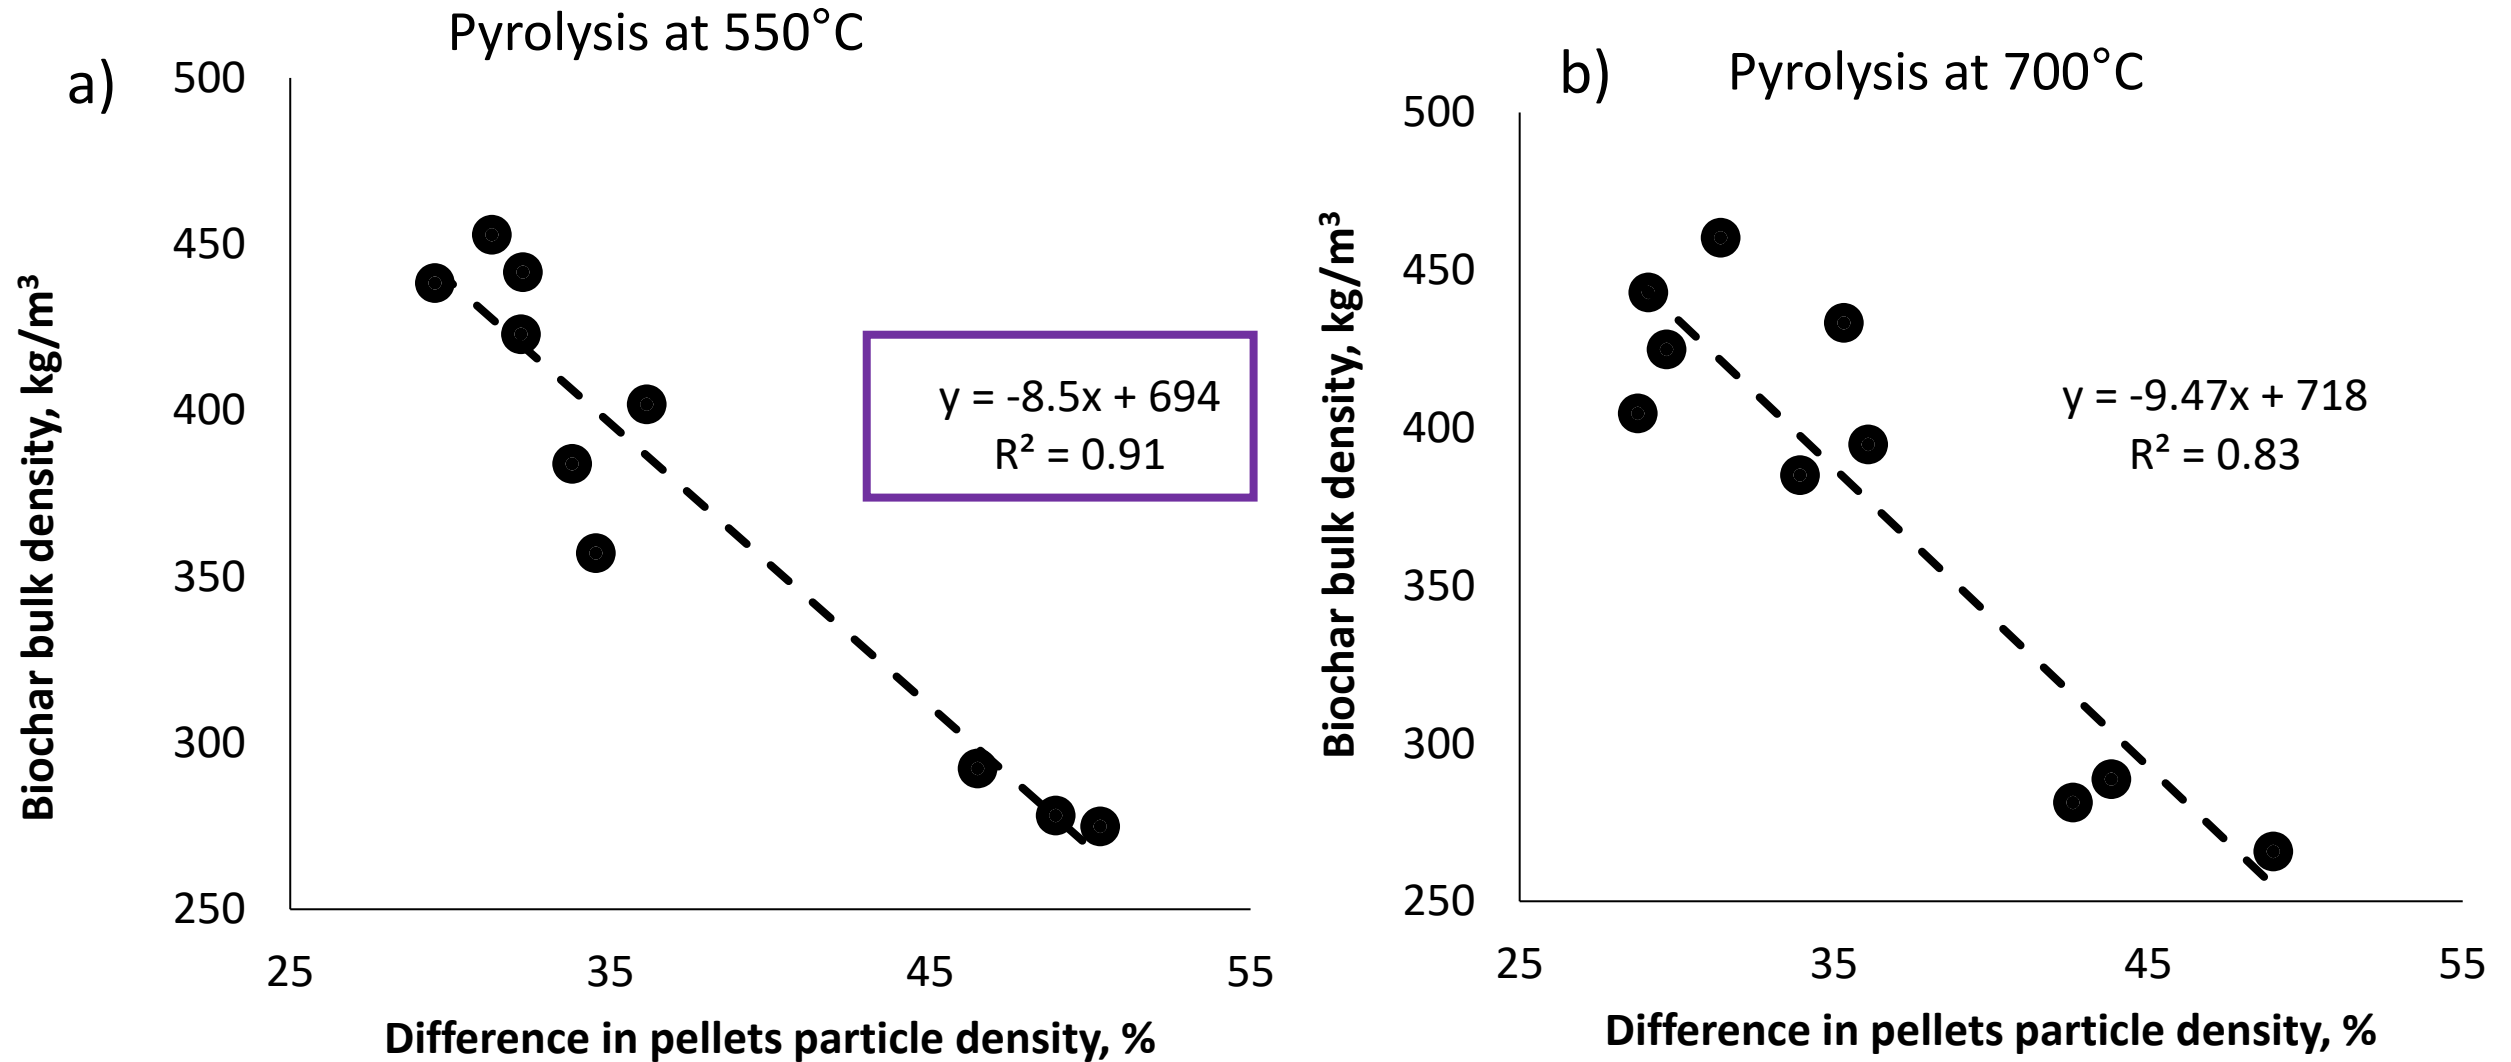 Pyrolysis at 550°C
a)
500
450
400
350
300
250
Biochar bulk density, kg/m³
y = -8.5x + 694
R² = 0.91
25 35 45 55
Difference in pellets particle density, %
b)
Pyrolysis at 700°C
500
450
400
350
300
250
Biochar bulk density, kg/m³
y = -9.47x + 718
R² = 0.83
25 35 45 55
Difference in pellets particle density, %